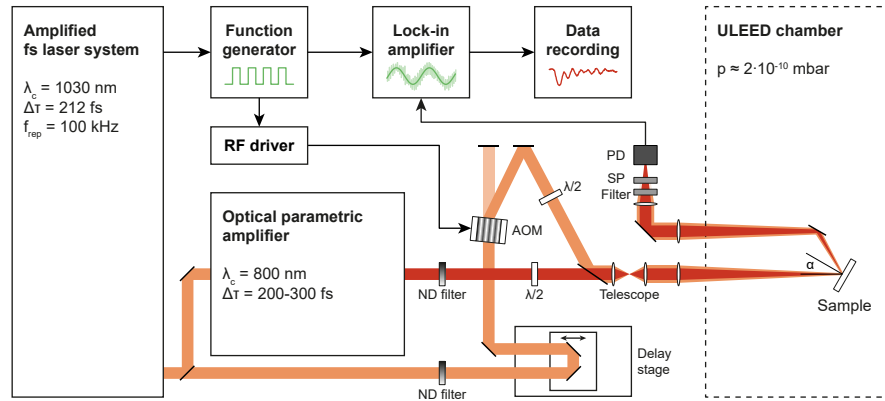 Amplified
fs laser system
λc = 1030 nm
Δτ = 212 fs
frep = 100 kHz
Function
generator
Lock-in
amplifier
Data
recording
ULEED chamber
p ≈ 2·10⁻¹⁰ mbar
RF driver
PD
SP
Filter
λ/2
AOM
Optical parametric
amplifier
λc = 800 nm
Δτ = 200-300 fs
ND filter
λ/2
Telescope
α
Sample
Delay
stage
ND filter